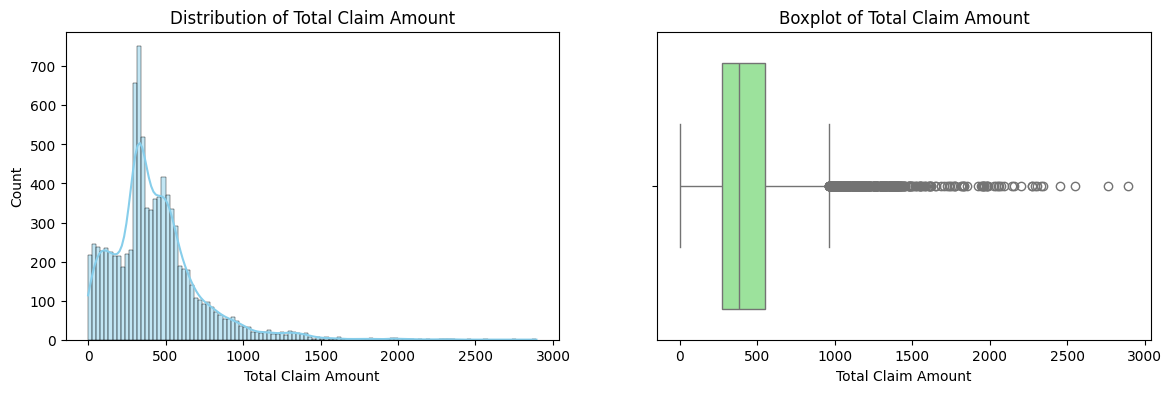 Distribution of Total Claim Amount
Count
700
600
500
400
300
200
100
0
0 500 1000 1500 2000 2500 3000
Total Claim Amount
Boxplot of Total Claim Amount
0 500 1000 1500 2000 2500 3000
Total Claim Amount